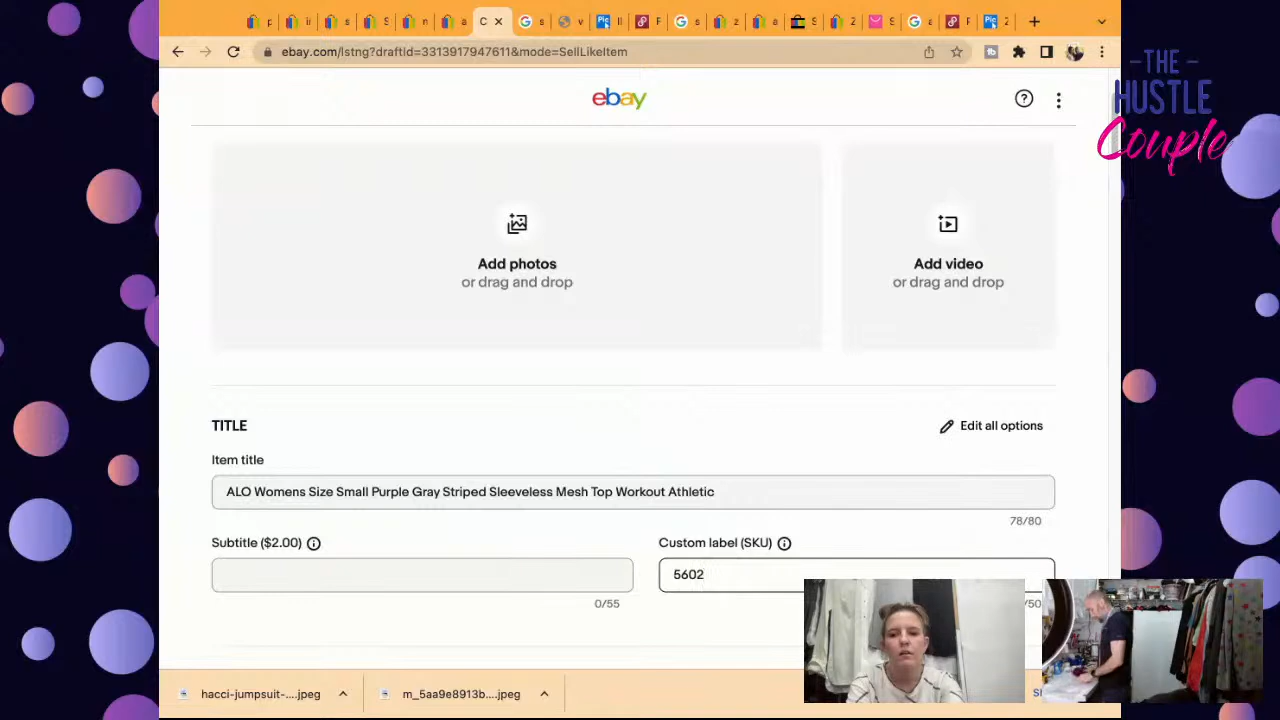 ebay.com/lstng?draftId=3313917947611&mode=SellLikeItem
-THE-
HUSTLE
Couple
ebay
Add photos
or drag and drop
Add video
or drag and drop
TITLE
Edit all options
Item title
ALO Womens Size Small Purple Gray Striped Sleeveless Mesh Top Workout Athletic
78/80
Subtitle ($2.00)
Custom label (SKU)
5602
0/55
/50
hacci-jumpsuit-....jpeg
m_5aa9e8913b....jpeg